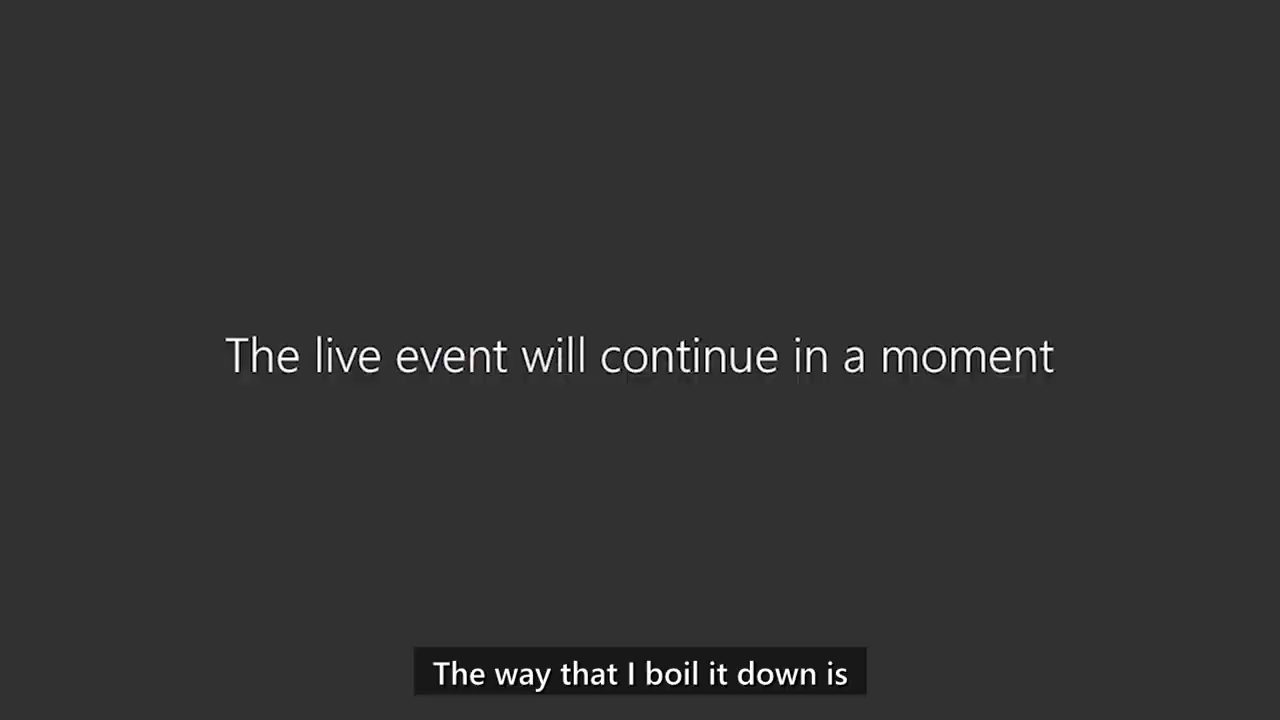 The live event will continue in a moment
The way that I boil it down is